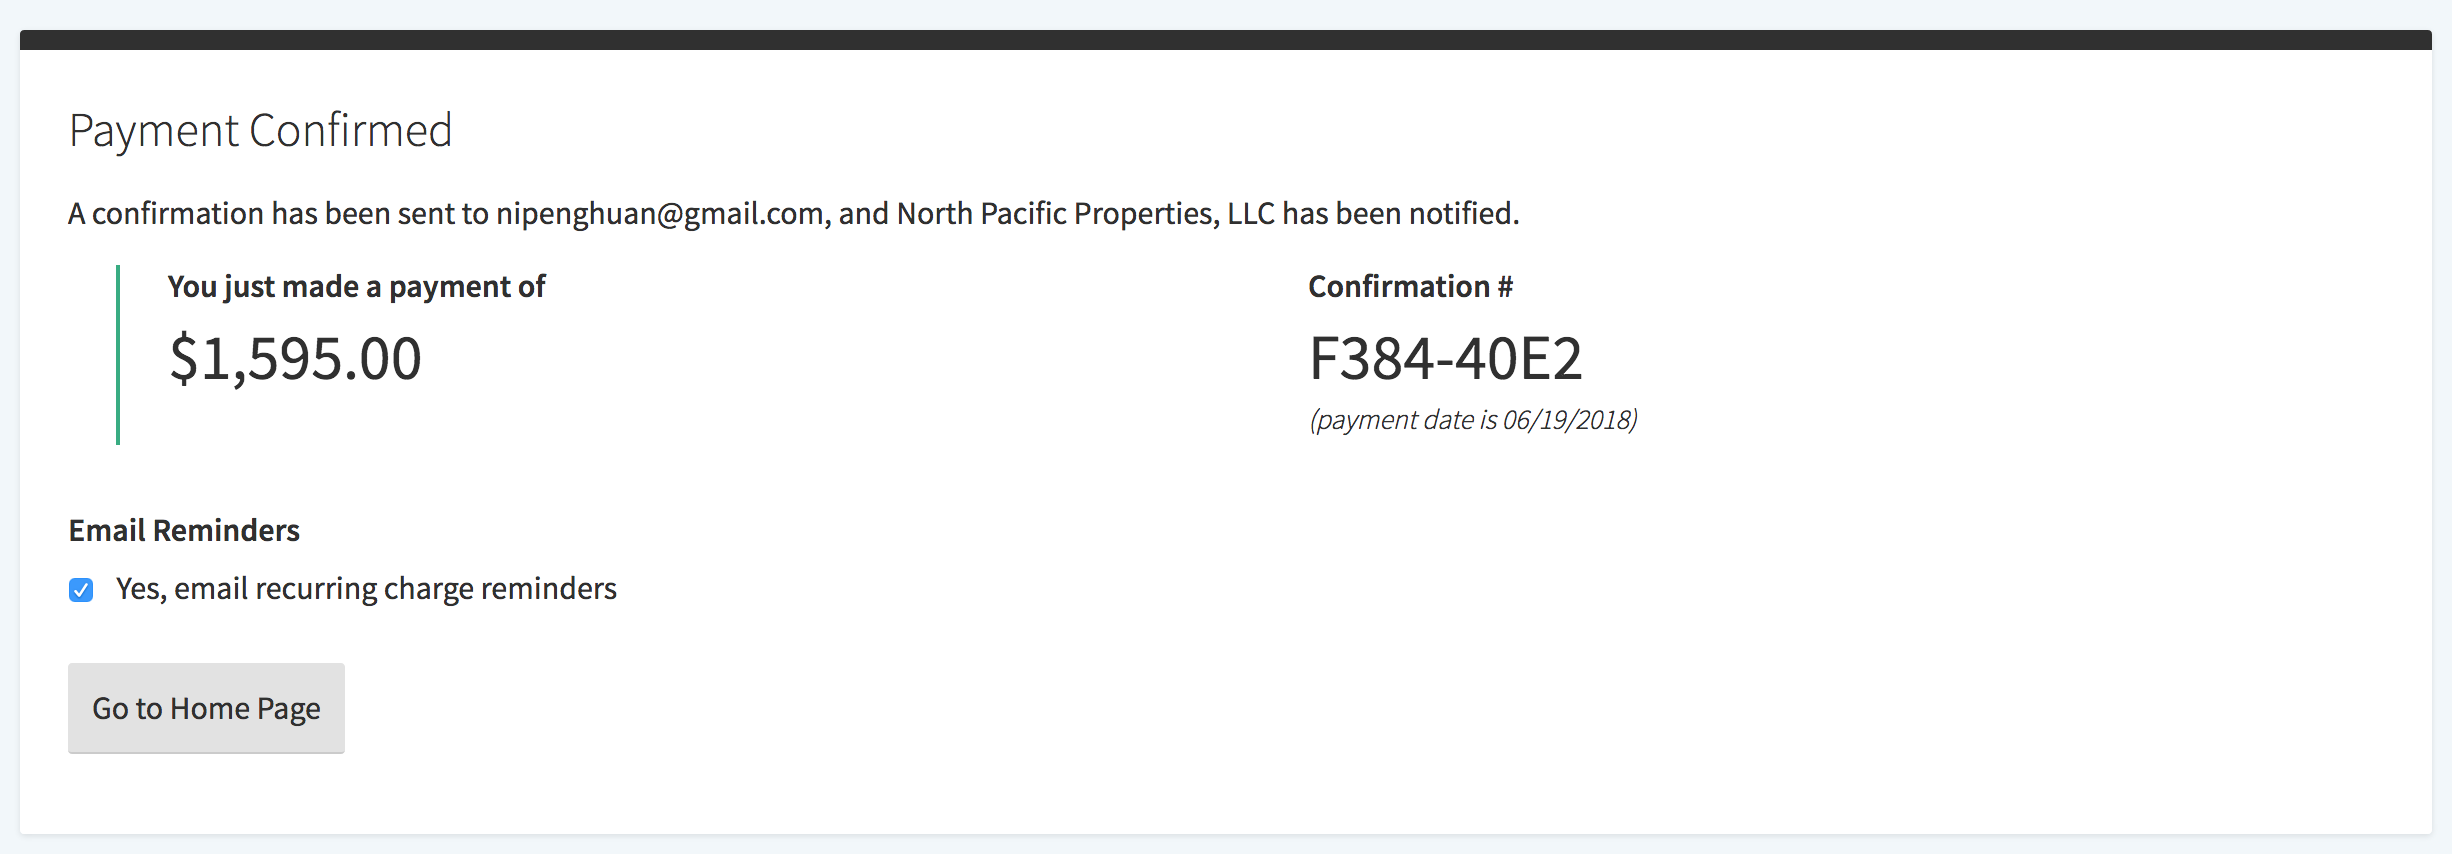 Payment Confirmed
A confirmation has been sent to nipenghuan@gmail.com, and North Pacific Properties, LLC has been notified.
You just made a payment of
$1,595.00
Confirmation #
F384-40E2
(payment date is 06/19/2018)
Email Reminders
Yes, email recurring charge reminders
Go to Home Page